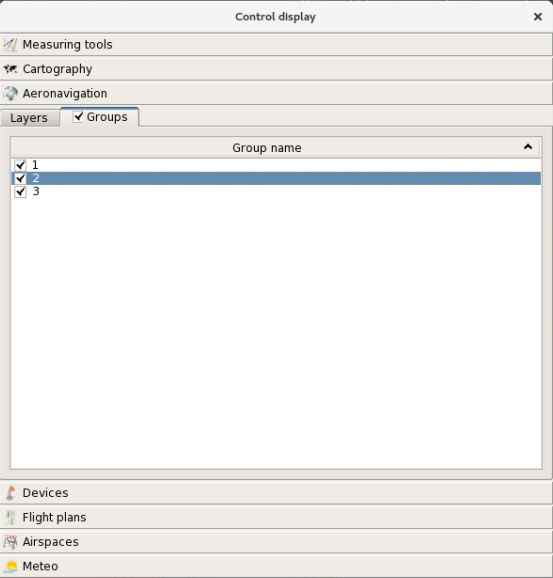 Control display
Measuring tools
Cartography
Aeronavigation
Layers Groups
Group name
1
2
3
Devices
Flight plans
Airspaces
Meteo